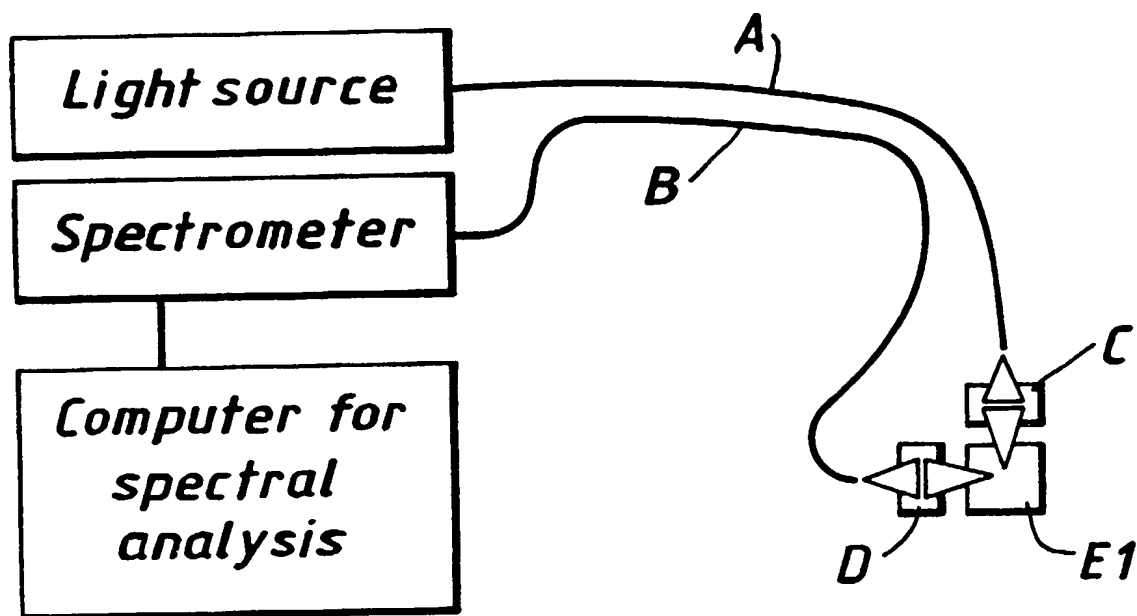 Light source
Spectrometer
Computer for
spectral
analysis
A
B
C
D
E1